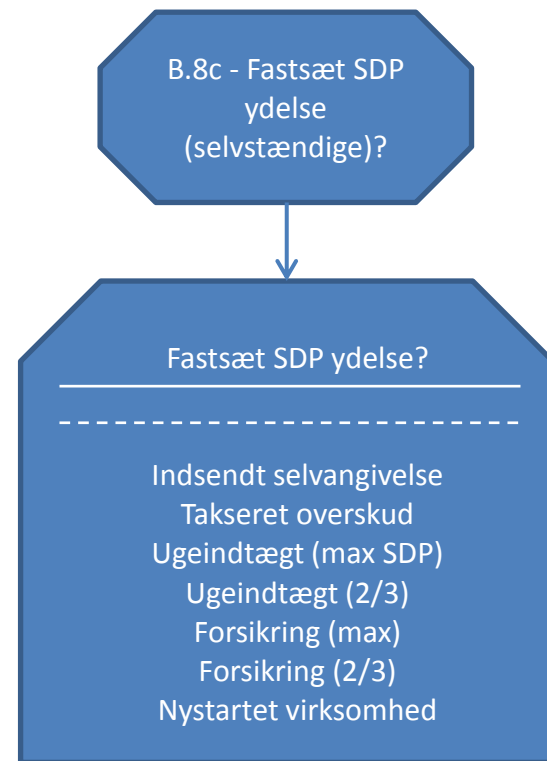 B.8c - Fastsæt SDP
ydelse
(selvstændige)?
Fastsæt SDP ydelse?
Indsendt selvangivelse
Takseret overskud
Ugeindtægt (max SDP)
Ugeindtægt (2/3)
Forsikring (max)
Forsikring (2/3)
Nystartet virksomhed